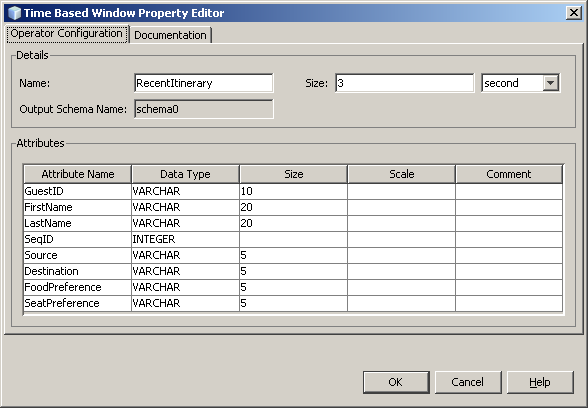 Time Based Window Property Editor
Operator Configuration Documentation
Details
Name: RecentItinerary Size: 3 second
Output Schema Name: schema0
Attributes
Attribute Name Data Type Size Scale Comment
GuestID VARCHAR 10
FirstName VARCHAR 20
LastName VARCHAR 20
SeqID INTEGER
Source VARCHAR 5
Destination VARCHAR 5
FoodPreference VARCHAR 5
SeatPreference VARCHAR 5
OK Cancel Help